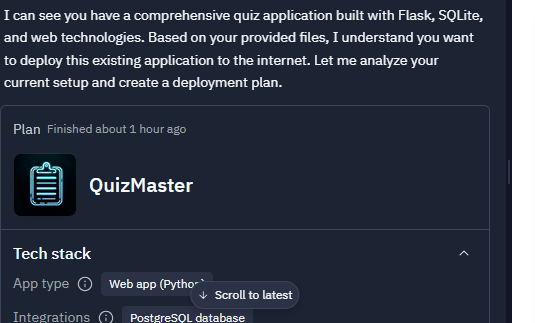 I can see you have a comprehensive quiz application built with Flask, SQLite,
and web technologies. Based on your provided files, I understand you want
to deploy this existing application to the internet. Let me analyze your
current setup and create a deployment plan.
Plan Finished about 1 hour ago
QuizMaster
Tech stack
App type Web app (Python)
Scroll to latest
Integrations PostgreSQL database